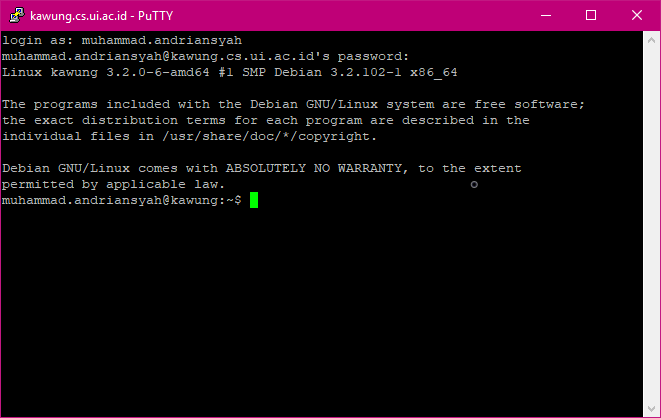 kawung.cs.ui.ac.id - PuTTY
login as: muhammad.andriansyah
muhammad.andriansyah@kawung.cs.ui.ac.id's password:
Linux kawung 3.2.0-6-amd64 #1 SMP Debian 3.2.102-1 x86_64
The programs included with the Debian GNU/Linux system are free software;
the exact distribution terms for each program are described in the
individual files in /usr/share/doc/*/copyright.
Debian GNU/Linux comes with ABSOLUTELY NO WARRANTY, to the extent
permitted by applicable law.
muhammad.andriansyah@kawung:~$